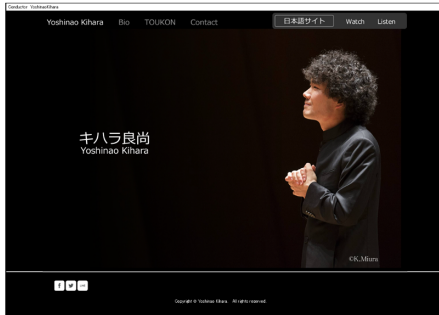 Conductor YoshinaoKihara
Yoshinao Kihara Bio TOUKON Contact 日本語サイト Watch Listen
キハラ良尚
Yoshinao Kihara
©K.Miura
Copyright © Yoshinao Kihara. All rights reserved.